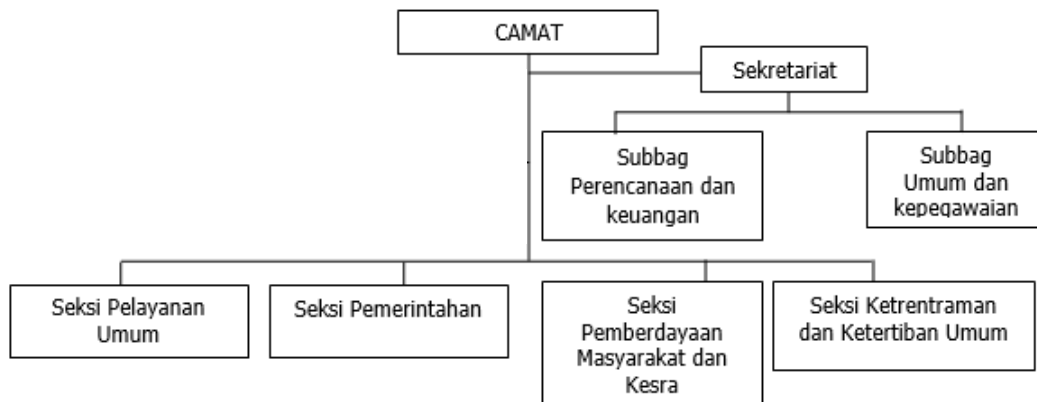 CAMAT
Sekretariat
Subbag
Perencanaan dan
keuangan
Subbag
Umum dan
kepegawaian
Seksi Pelayanan
Umum
Seksi Pemerintahan
Seksi
Pemberdayaan
Masyarakat dan
Kesra
Seksi Ketrentraman
dan Ketertiban Umum